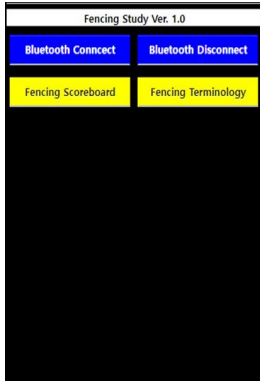 Fencing Study Ver. 1.0
Bluetooth Conncect Bluetooth Disconnect
Fencing Scoreboard Fencing Terminology